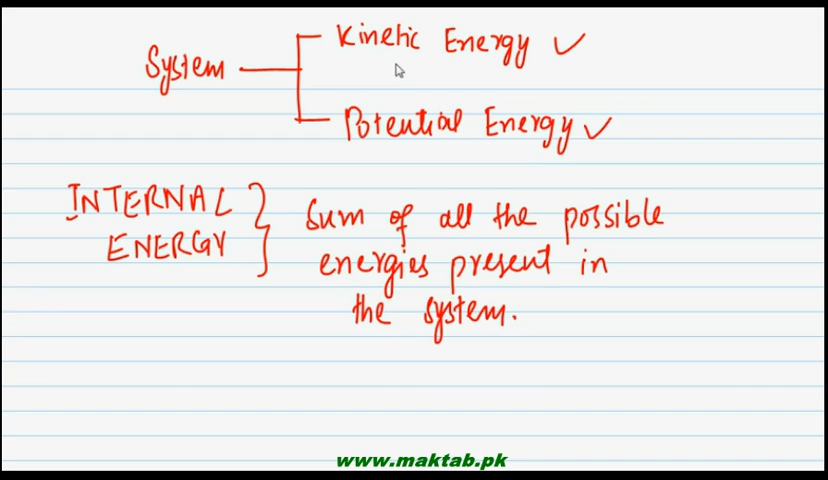 System
Kinetic Energy ✓
Potential Energy ✓
INTERNAL
ENERGY
Sum of all the possible
energies present in
the system.
www.maktab.pk